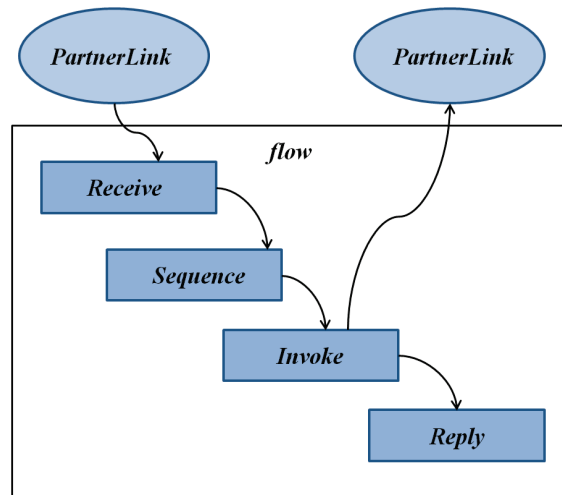 PartnerLink
PartnerLink
flow
Receive
Sequence
Invoke
Reply